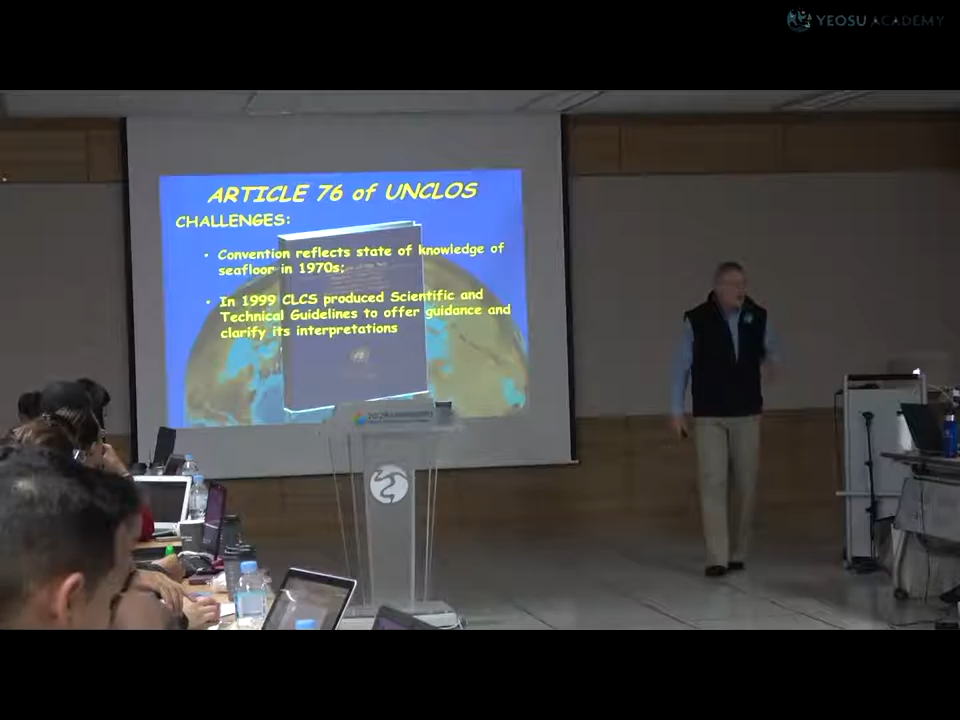 YEOSU ACADEMY
ARTICLE 76 of UNCLOS
CHALLENGES:
• Convention reflects state of knowledge of
seafloor in 1970s;
• In 1999 CLCS produced Scientific and
Technical Guidelines to offer guidance and
clarify its interpretations